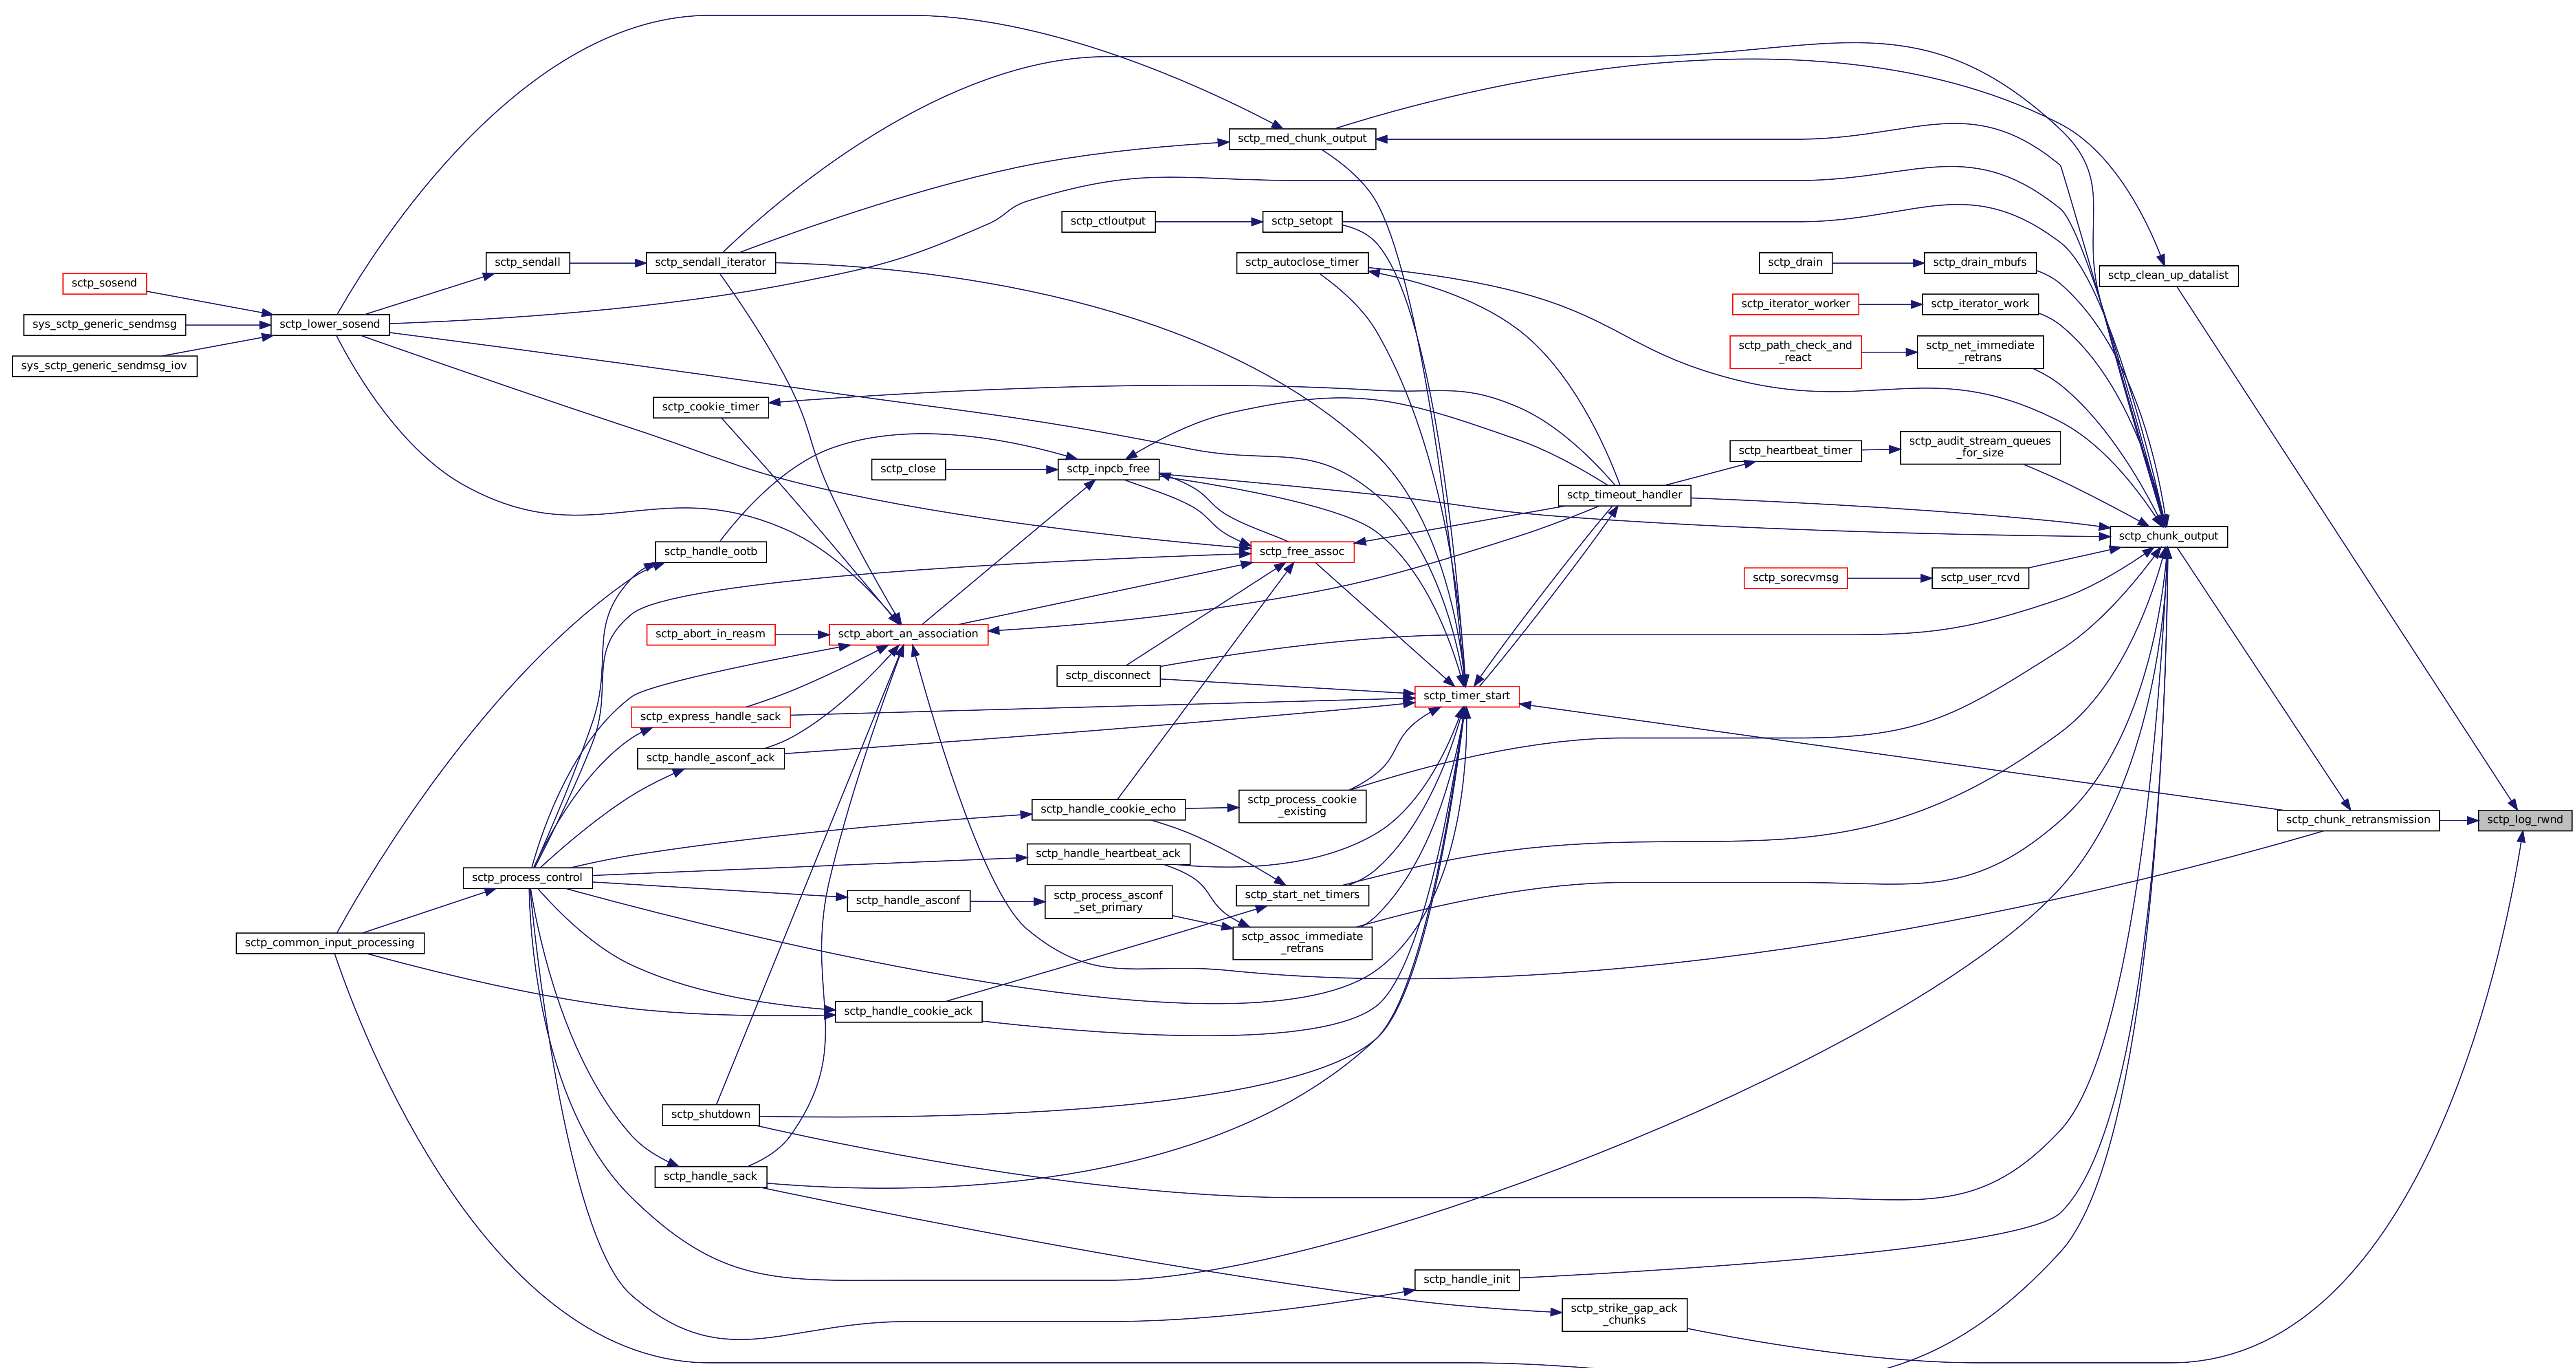 sctp_med_chunk_output
sctp_ctloutput
sctp_setopt
sctp_sendall
sctp_sendall_iterator
sctp_autoclose_timer
sctp_drain
sctp_drain_mbufs
sctp_clean_up_datalist
sctp_sosend
sctp_iterator_worker
sctp_iterator_work
sys_sctp_generic_sendmsg
sctp_lower_sosend
sctp_path_check_and
_react
sctp_net_immediate
_retrans
sys_sctp_generic_sendmsg_iov
sctp_cookie_timer
sctp_heartbeat_timer
sctp_audit_stream_queues
_for_size
sctp_close
sctp_inpcb_free
sctp_timeout_handler
sctp_chunk_output
sctp_handle_ootb
sctp_free_assoc
sctp_sorecvmsg
sctp_user_rcvd
sctp_abort_in_reasm
sctp_abort_an_association
sctp_disconnect
sctp_timer_start
sctp_express_handle_sack
sctp_handle_asconf_ack
sctp_handle_cookie_echo
sctp_process_cookie
_existing
sctp_chunk_retransmission
sctp_log_rwnd
sctp_handle_heartbeat_ack
sctp_process_control
sctp_handle_asconf
sctp_process_asconf
_set_primary
sctp_start_net_timers
sctp_common_input_processing
sctp_assoc_immediate
_retrans
sctp_handle_cookie_ack
sctp_shutdown
sctp_handle_sack
sctp_handle_init
sctp_strike_gap_ack
_chunks